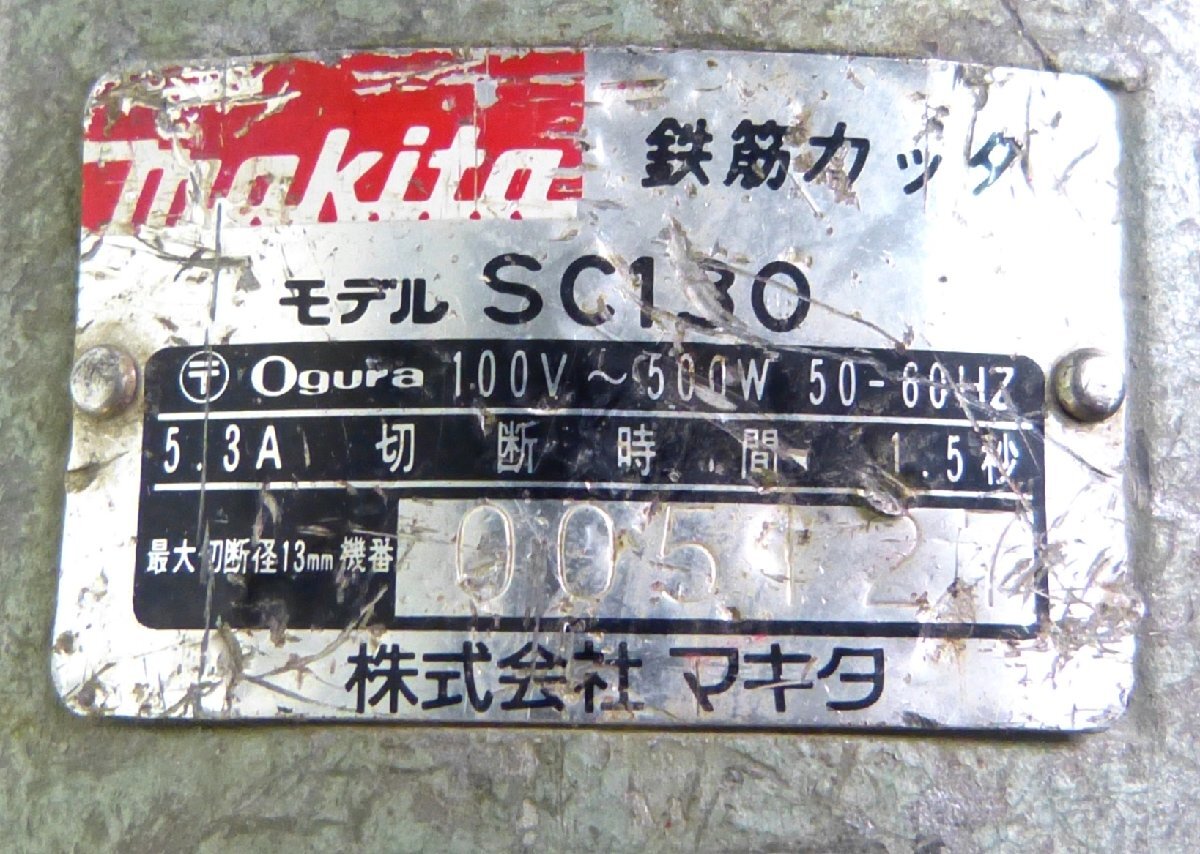 makita 鉄筋カッタ
モデル SC130
〶 Ogura 100V～500W 50-60HZ
5.3A 切断時間 1.5秒
最大切断径13mm 機番
株式会社 マキタ